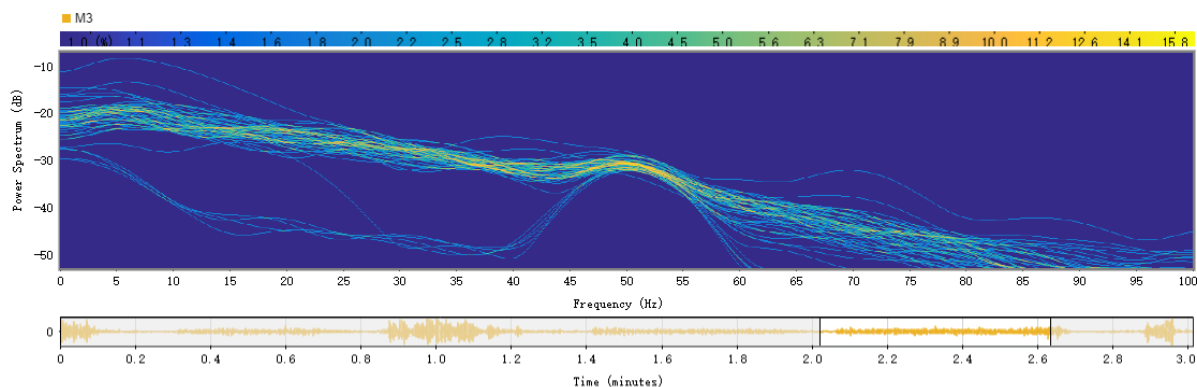 M3
1.0 (%) 1.1 1.3 1.4 1.6 1.8 2.0 2.2 2.5 2.8 3.2 3.5 4.0 4.5 5.0 5.6 6.3 7.1 7.9 8.9 10.0 11.2 12.6 14.1 15.8
Power Spectrum (dB)
-10
-20
-30
-40
-50
0 5 10 15 20 25 30 35 40 45 50 55 60 65 70 75 80 85 90 95 100
Frequency (Hz)
0
0 0.2 0.4 0.6 0.8 1.0 1.2 1.4 1.6 1.8 2.0 2.2 2.4 2.6 2.8 3.0
Time (minutes)